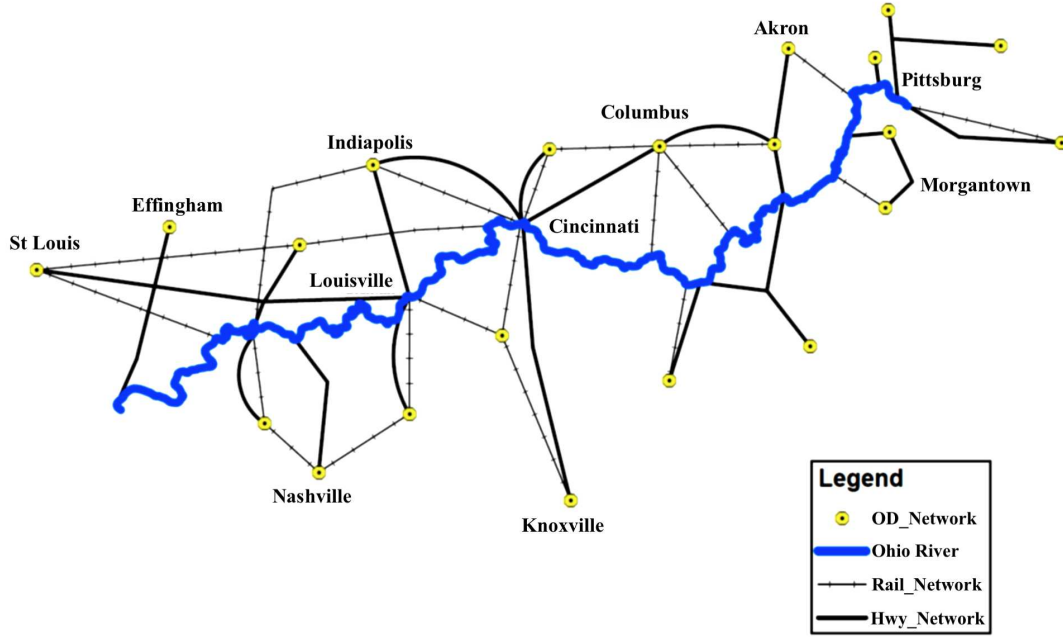 Akron
Pittsburg
Columbus
Indiapolis
Morgantown
Effingham
Cincinnati
St Louis
Louisville
Nashville
Knoxville
Legend
OD_Network
Ohio River
Rail_Network
Hwy_Network